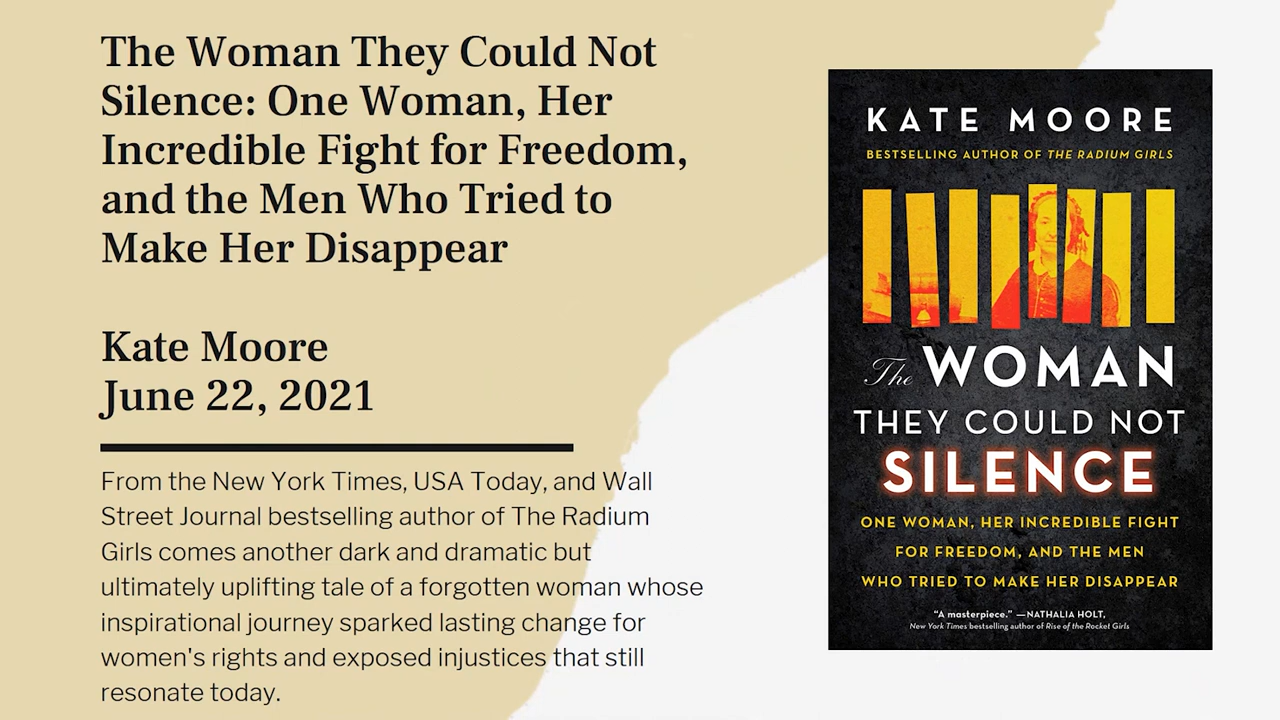 The Woman They Could Not
Silence: One Woman, Her
Incredible Fight for Freedom,
and the Men Who Tried to
Make Her Disappear
Kate Moore
June 22, 2021
From the New York Times, USA Today, and Wall
Street Journal bestselling author of The Radium
Girls comes another dark and dramatic but
ultimately uplifting tale of a forgotten woman whose
inspirational journey sparked lasting change for
women's rights and exposed injustices that still
resonate today.
KATE MOORE
BESTSELLING AUTHOR OF THE RADIUM GIRLS
The WOMAN
THEY COULD NOT
SILENCE
ONE WOMAN, HER INCREDIBLE FIGHT
FOR FREEDOM, AND THE MEN
WHO TRIED TO MAKE HER DISAPPEAR
“A masterpiece.” —NATHALIA HOLT,
New York Times bestselling author of Rise of the Rocket Girls